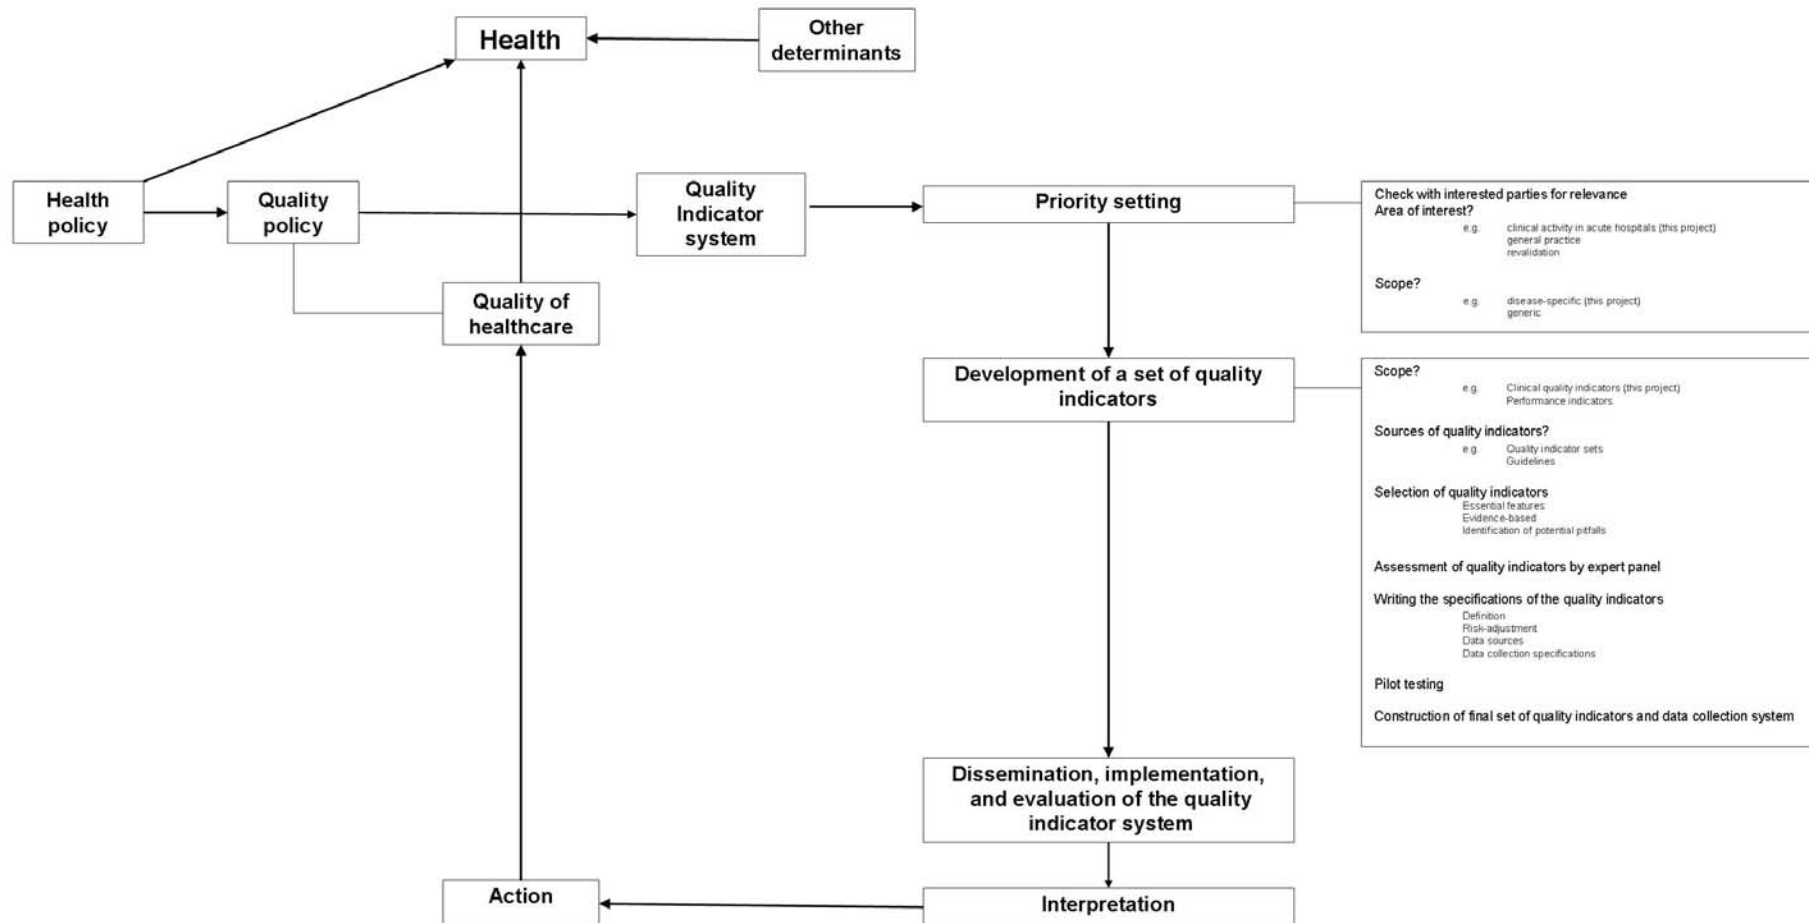 Health
Other
determinants
Health
policy
Quality
policy
Quality
Indicator
system
Priority setting
Check with interested parties for relevance
Area of interest?
e.g. clinical activity in acute hospitals (this project)
general practice
revalidation
Scope?
e.g. disease-specific (this project)
generic
Quality of
healthcare
Development of a set of quality
indicators
Scope?
e.g. Clinical quality indicators (this project)
Performance indicators
Sources of quality indicators?
e.g. Quality indicator sets
Guidelines
Selection of quality indicators
Essential features
Evidence-based
Identification of potential pitfalls
Assessment of quality indicators by expert panel
Writing the specifications of the quality indicators
Definition
Risk-adjustment
Data sources
Data collection specifications
Pilot testing
Construction of final set of quality indicators and data collection system
Dissemination, implementation,
and evaluation of the quality
indicator system
Action
Interpretation